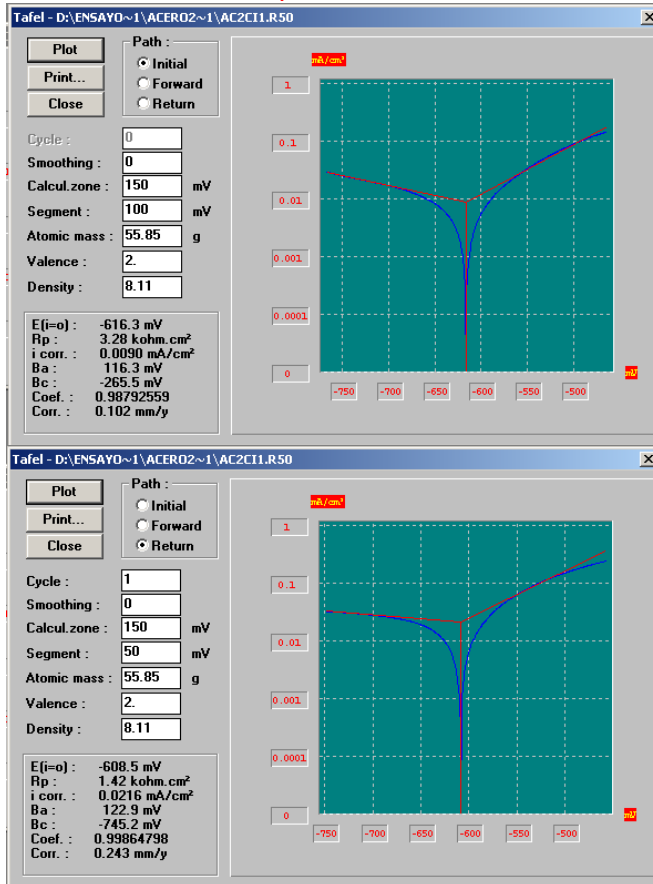 Tafel - D:\ENSAYO~1\ACERO2~1\AC2CI1.R50
Plot
Print...
Close
Path :
Initial
Forward
Return
Cycle : 0
Smoothing : 0
Calcul.zone : 150 mV
Segment : 100 mV
Atomic mass : 55.85 g
Valence : 2.
Density : 8.11
E(i=o) : -616.3 mV
Rp : 3.28 kohm.cm²
i corr. : 0.0090 mA/cm²
Ba : 116.3 mV
Bc : -265.5 mV
Coef. : 0.98792559
Corr. : 0.102 mm/y
mA/cm²
1
0.1
0.01
0.001
0.0001
0
-750 -700 -650 -600 -550 -500
mV
Tafel - D:\ENSAYO~1\ACERO2~1\AC2CI1.R50
Plot
Print...
Close
Path :
Initial
Forward
Return
Cycle : 1
Smoothing : 0
Calcul.zone : 150 mV
Segment : 50 mV
Atomic mass : 55.85 g
Valence : 2.
Density : 8.11
E(i=o) : -608.5 mV
Rp : 1.42 kohm.cm²
i corr. : 0.0216 mA/cm²
Ba : 122.9 mV
Bc : -745.2 mV
Coef. : 0.99864798
Corr. : 0.243 mm/y
mA/cm²
1
0.1
0.01
0.001
0.0001
0
-750 -700 -650 -600 -550 -500
mV